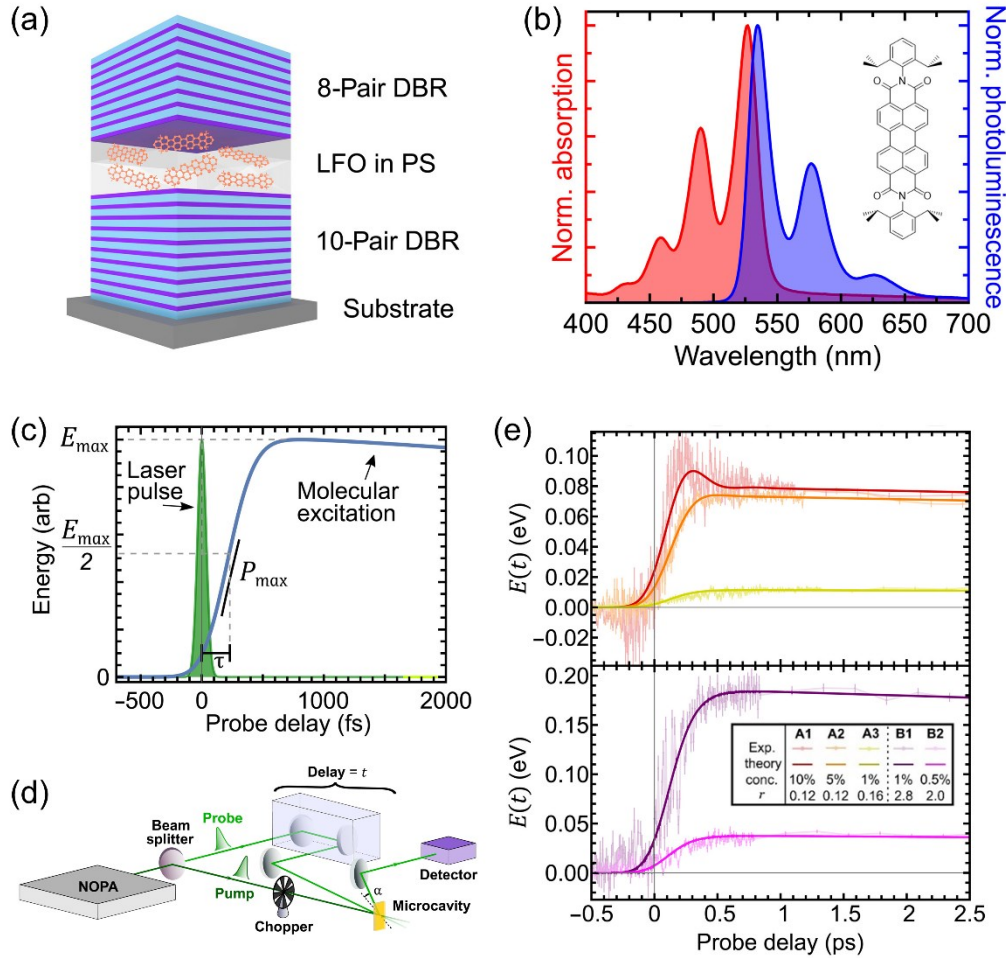 (a)
8-Pair DBR
LFO in PS
10-Pair DBR
Substrate
(b)
Norm. absorption
Norm. photoluminescence
O
O
N
N
O
O
400 450 500 550 600 650 700
Wavelength (nm)
(c)
Energy (arb)
E_max
E_max
2
0
Laser
pulse
Molecular
excitation
P_max
τ
−500 0 1000 2000
Probe delay (fs)
(d)
Delay = t
Beam
splitter
Probe
NOPA
Pump
Chopper
α
Detector
Microcavity
(e)
E(t) (eV)
0.10
0.08
0.06
0.04
0.02
0.00
−0.02
E(t) (eV)
0.20
0.15
0.10
0.05
0.00
A1 A2 A3 B1 B2
Exp.
theory
conc. 10% 5% 1% 1% 0.5%
r 0.12 0.12 0.16 2.8 2.0
−0.5 0 0.5 1 1.5 2 2.5
Probe delay (ps)